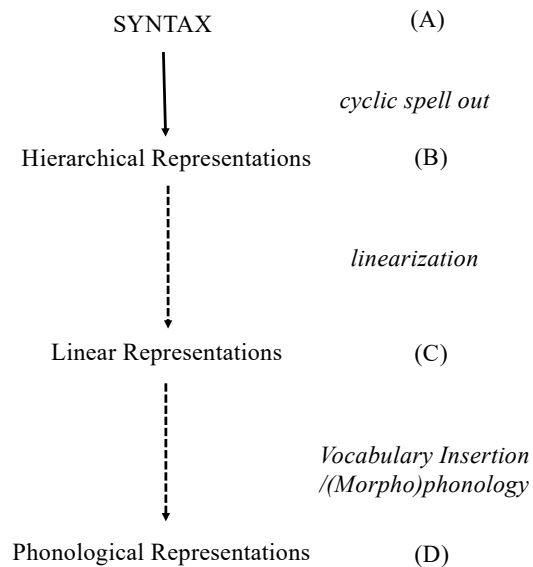 SYNTAX (A)
cyclic spell out
Hierarchical Representations (B)
linearization
Linear Representations (C)
Vocabulary Insertion
/(Morpho)phonology
Phonological Representations (D)